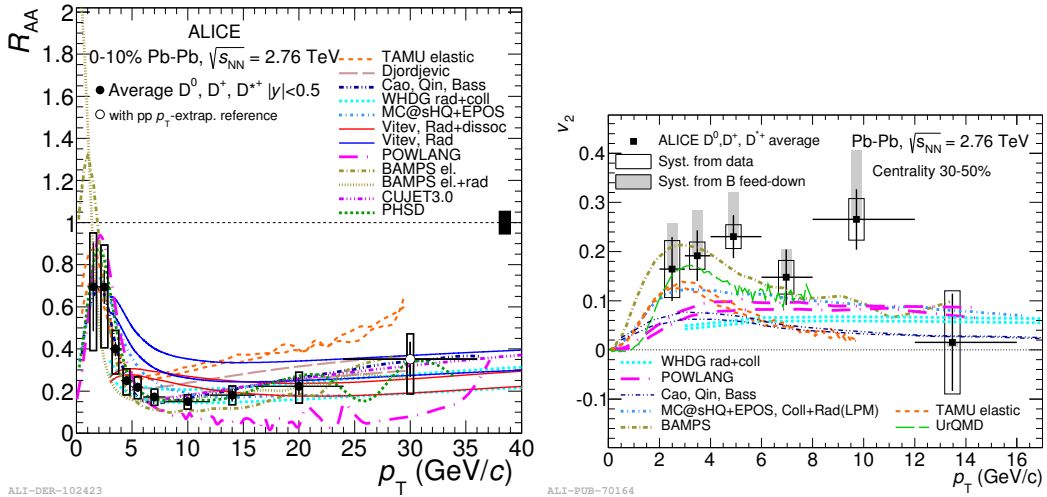 R_AA
2
1.8
1.6
1.4
1.2
1
0.8
0.6
0.4
0.2
0
ALICE
0-10% Pb-Pb, √s_NN = 2.76 TeV
Average D⁰, D⁺, D*⁺ |y|<0.5
with pp p_T-extrap. reference
TAMU elastic
Djordjevic
Cao, Qin, Bass
WHDG rad+coll
MC@sHQ+EPOS
Vitev, Rad+dissoc
Vitev, Rad
POWLANG
BAMPS el.
BAMPS el.+rad
CUJET3.0
PHSD
0 5 10 15 20 25 30 35 40
p_T (GeV/c)
ALI-DER-102423
v_2
0.4
0.3
0.2
0.1
0
-0.1
ALICE D⁰,D⁺, D*⁺ average
Syst. from data
Syst. from B feed-down
Pb-Pb, √s_NN = 2.76 TeV
Centrality 30-50%
WHDG rad+coll
POWLANG
Cao, Qin, Bass
MC@sHQ+EPOS, Coll+Rad(LPM)
BAMPS
TAMU elastic
UrQMD
0 2 4 6 8 10 12 14 16
p_T (GeV/c)
ALI-PUB-70164